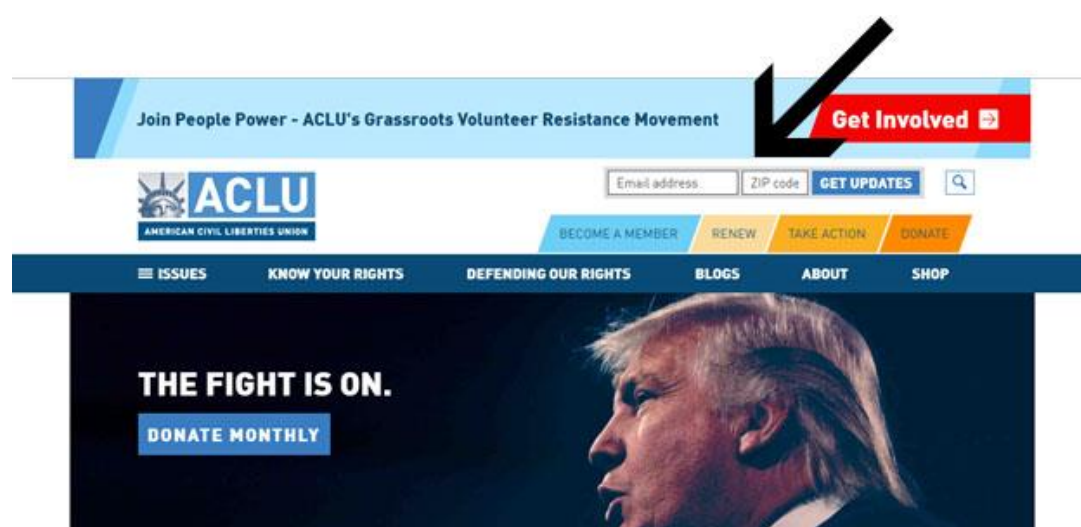 Join People Power - ACLU's Grassroots Volunteer Resistance Movement
Get Involved
ACLU
AMERICAN CIVIL LIBERTIES UNION
Email address
ZIP code
GET UPDATES
BECOME A MEMBER
RENEW
TAKE ACTION
DONATE
ISSUES
KNOW YOUR RIGHTS
DEFENDING OUR RIGHTS
BLOGS
ABOUT
SHOP
THE FIGHT IS ON.
DONATE MONTHLY